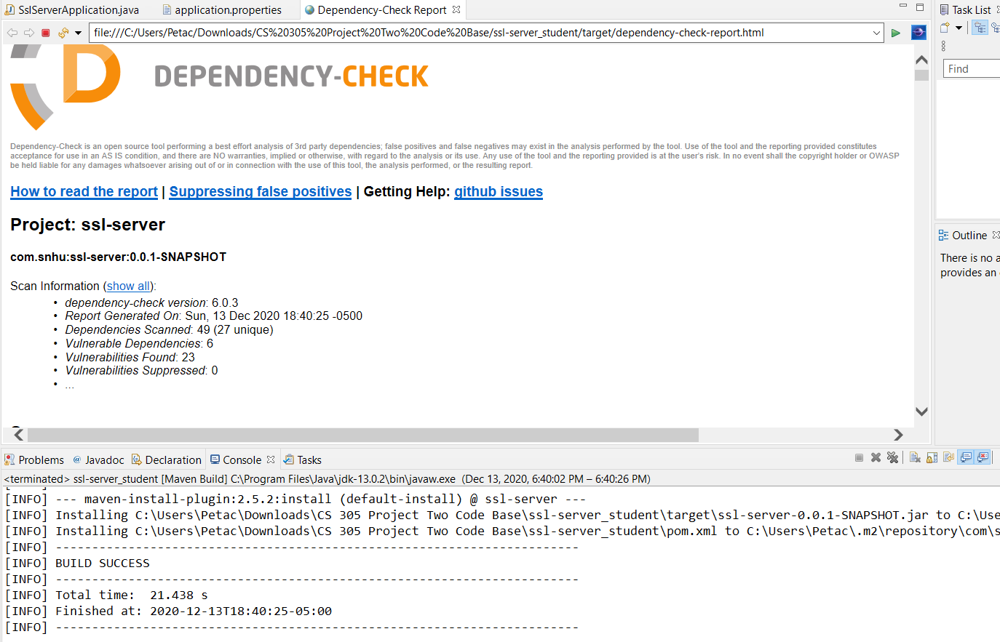 SslServerApplication.java
application.properties
Dependency-Check Report
Task List
file:///C:/Users/Petac/Downloads/CS%20305%20Project%20Two%20Code%20Base/ssl-server_student/target/dependency-check-report.html
Find
DEPENDENCY-CHECK
Dependency-Check is an open source tool performing a best effort analysis of 3rd party dependencies; false positives and false negatives may exist in the analysis performed by the tool. Use of the tool and the reporting provided constitutes
acceptance for use in an AS IS condition, and there are NO warranties, implied or otherwise, with regard to the analysis or its use. Any use of the tool and the reporting provided is at the user's risk. In no event shall the copyright holder or OWASP
be held liable for any damages whatsoever arising out of or in connection with the use of this tool, the analysis performed, or the resulting report.
How to read the report | Suppressing false positives | Getting Help: github issues
Project: ssl-server
com.snhu:ssl-server:0.0.1-SNAPSHOT
Scan Information (show all):
• dependency-check version: 6.0.3
• Report Generated On: Sun, 13 Dec 2020 18:40:25 -0500
• Dependencies Scanned: 49 (27 unique)
• Vulnerable Dependencies: 6
• Vulnerabilities Found: 23
• Vulnerabilities Suppressed: 0
• ...
Outline
There is no a
provides an
Problems
Javadoc
Declaration
Console
Tasks
<terminated> ssl-server_student [Maven Build] C:\Program Files\Java\jdk-13.0.2\bin\javaw.exe (Dec 13, 2020, 6:40:02 PM – 6:40:26 PM)
[INFO] --- maven-install-plugin:2.5.2:install (default-install) @ ssl-server ---
[INFO] Installing C:\Users\Petac\Downloads\CS 305 Project Two Code Base\ssl-server_student\target\ssl-server-0.0.1-SNAPSHOT.jar to C:\Use
[INFO] Installing C:\Users\Petac\Downloads\CS 305 Project Two Code Base\ssl-server_student\pom.xml to C:\Users\Petac\.m2\repository\com\s
[INFO] ------------------------------------------------------------------------
[INFO] BUILD SUCCESS
[INFO] ------------------------------------------------------------------------
[INFO] Total time:  21.438 s
[INFO] Finished at: 2020-12-13T18:40:25-05:00
[INFO] ------------------------------------------------------------------------